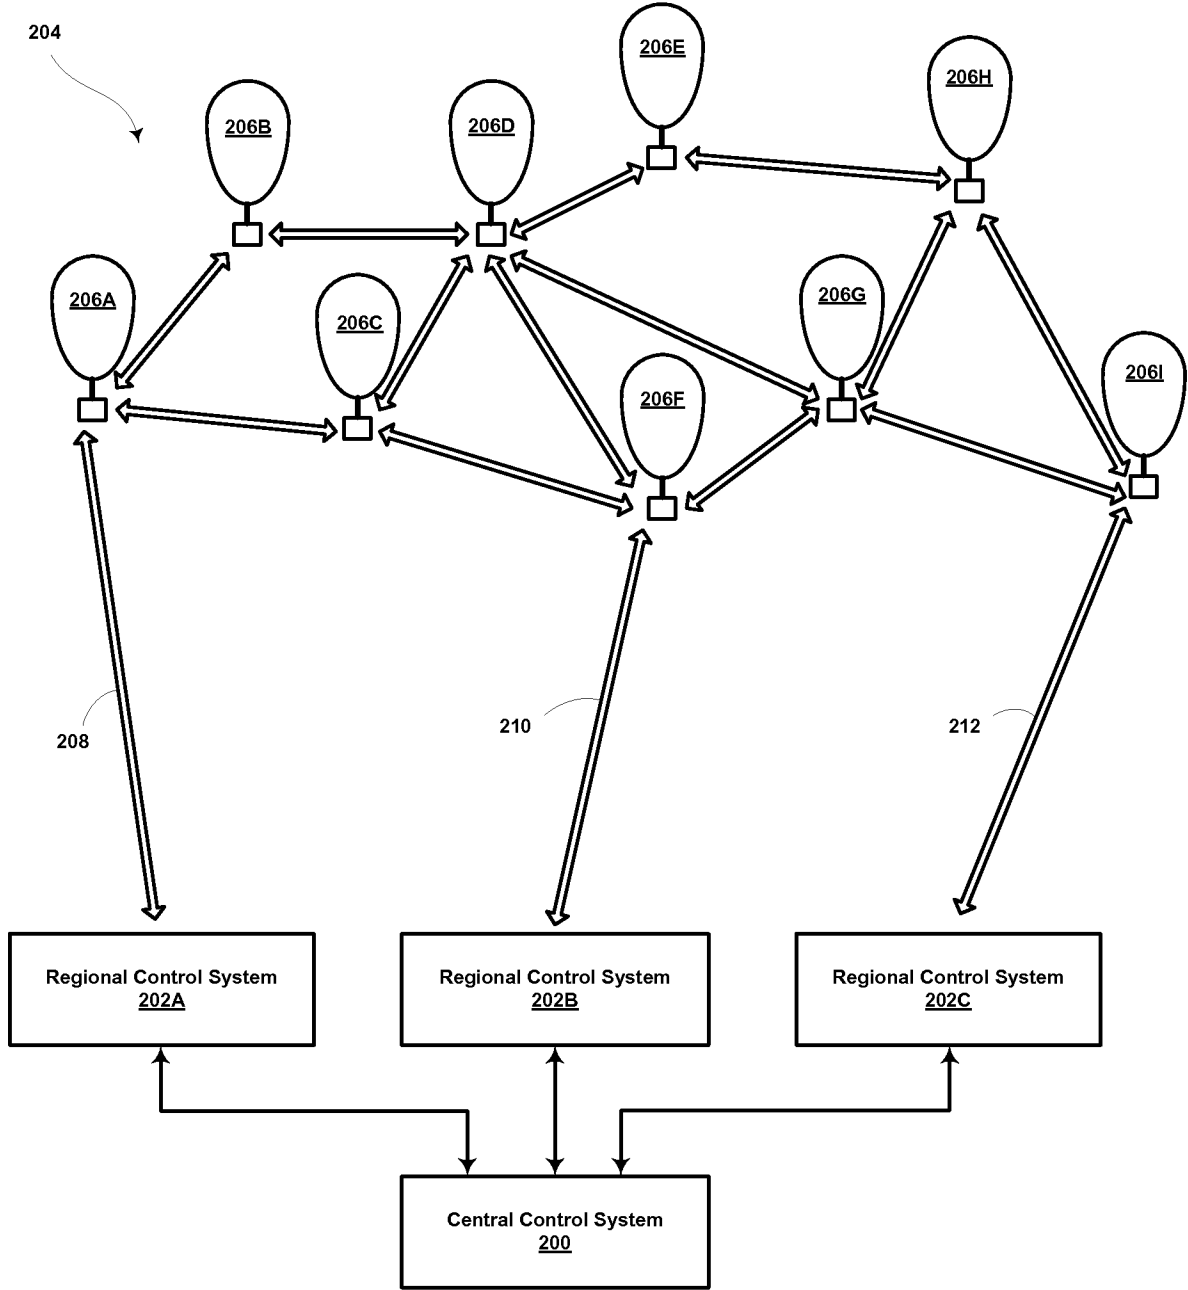 204
206E
206H
206B
206D
206A
206G
206C
206I
206F
208
210
212
Regional Control System
202A
Regional Control System
202B
Regional Control System
202C
Central Control System
200